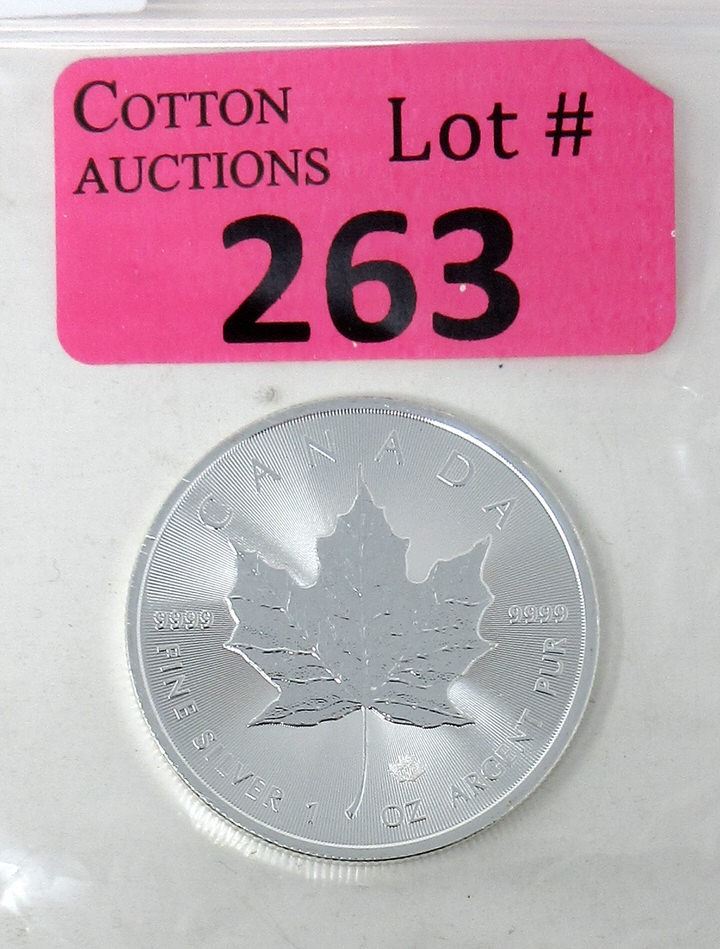 COTTON
AUCTIONS
Lot #
263
CANADA
9999
9999
FINE SILVER 1 OZ ARGENT PUR